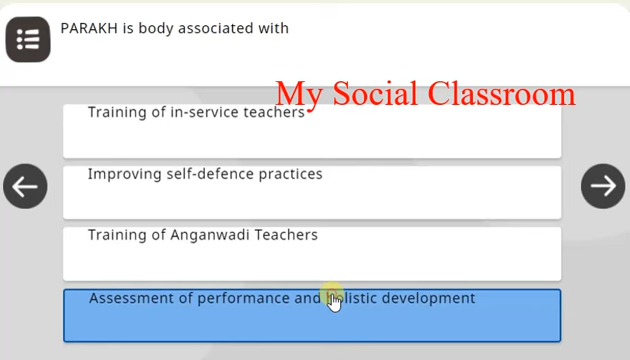 PARAKH is body associated with
My Social Classroom
Training of in-service teachers
Improving self-defence practices
Training of Anganwadi Teachers
Assessment of performance and holistic development